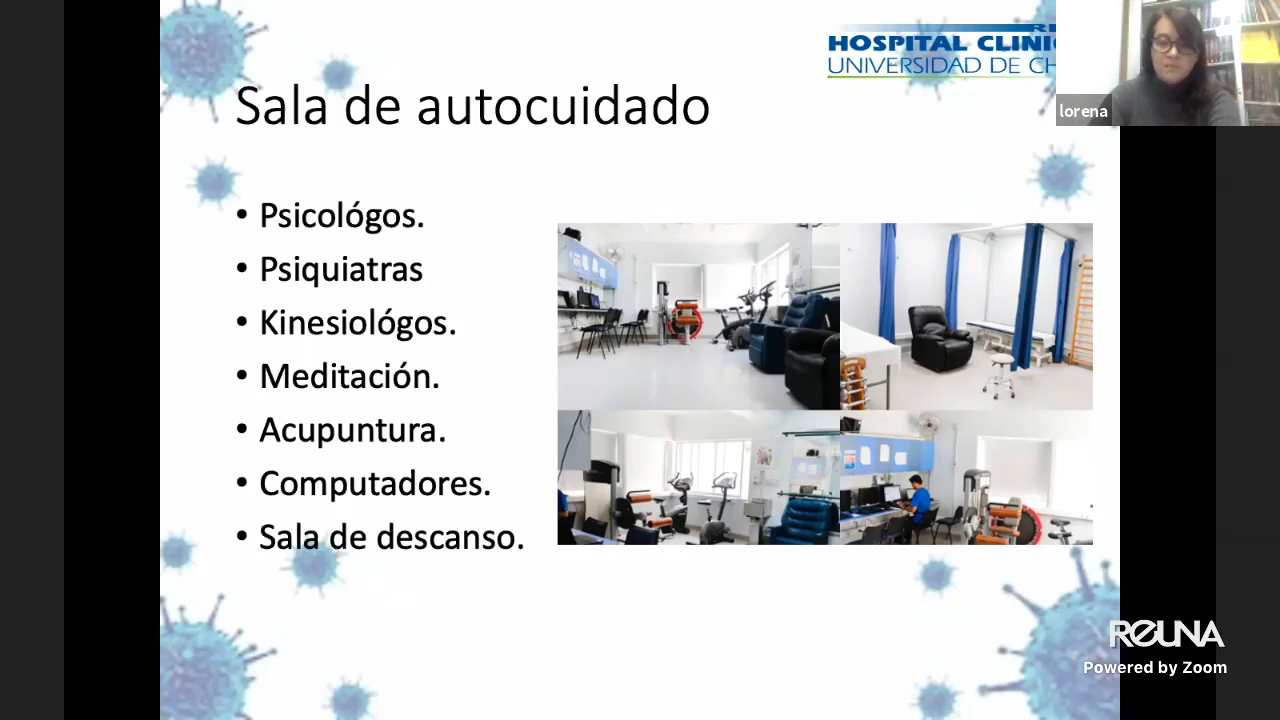 HOSPITAL CLINIC
UNIVERSIDAD DE CH
lorena
Sala de autocuidado
• Psicológos.
• Psiquiatras
• Kinesiológos.
• Meditación.
• Acupuntura.
• Computadores.
• Sala de descanso.
REUNA
Powered by Zoom